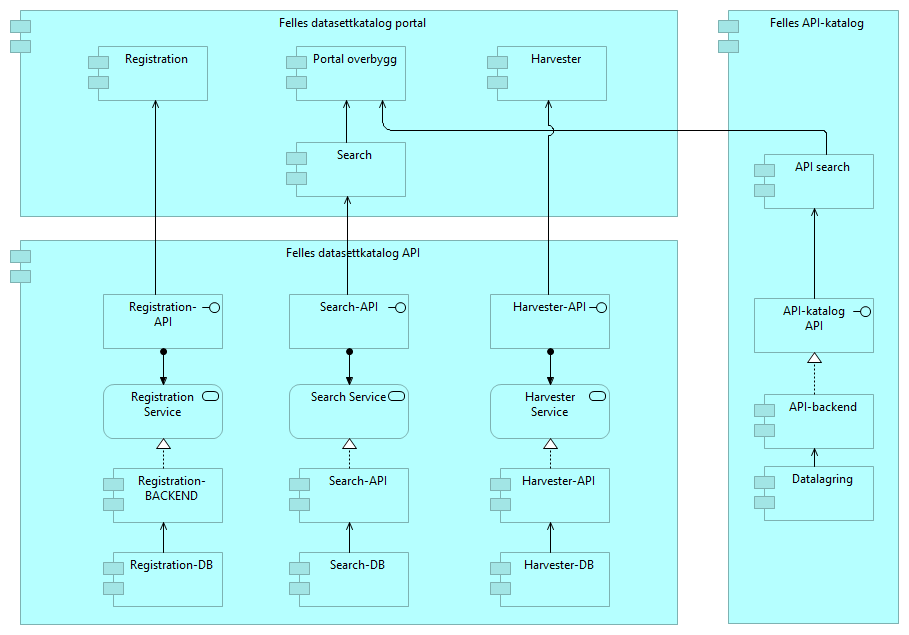 Felles datasettkatalog portal
Registration
Portal overbygg
Harvester
Search
Felles datasettkatalog API
Registration-
API
Search-API
Harvester-API
Registration
Service
Search Service
Harvester
Service
Registration-
BACKEND
Search-API
Harvester-API
Registration-DB
Search-DB
Harvester-DB
Felles API-katalog
API search
API-katalog
API
API-backend
Datalagring